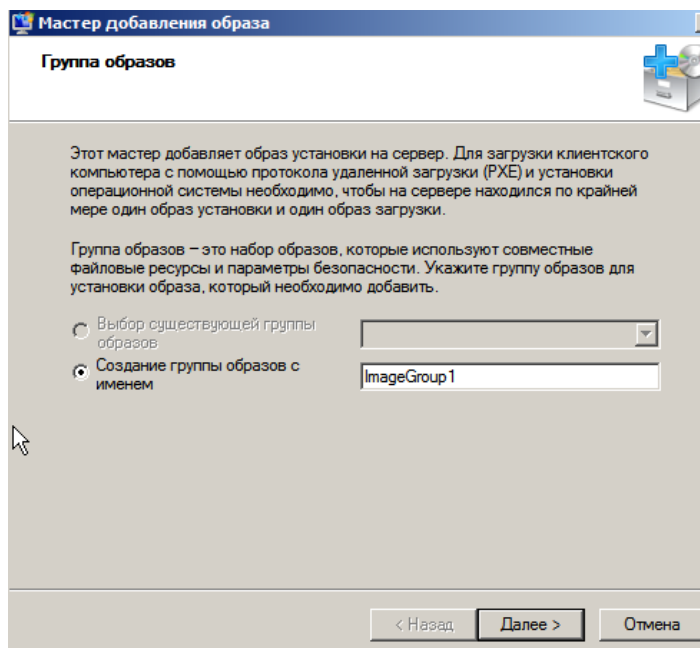 Мастер добавления образа
Группа образов
Этот мастер добавляет образ установки на сервер. Для загрузки клиентского
компьютера с помощью протокола удаленной загрузки (PXE) и установки
операционной системы необходимо, чтобы на сервере находился по крайней
мере один образ установки и один образ загрузки.
Группа образов – это набор образов, которые используют совместные
файловые ресурсы и параметры безопасности. Укажите группу образов для
установки образа, который необходимо добавить.
Выбор существующей группы
образов
Создание группы образов с
именем
ImageGroup1
< Назад
Далее >
Отмена